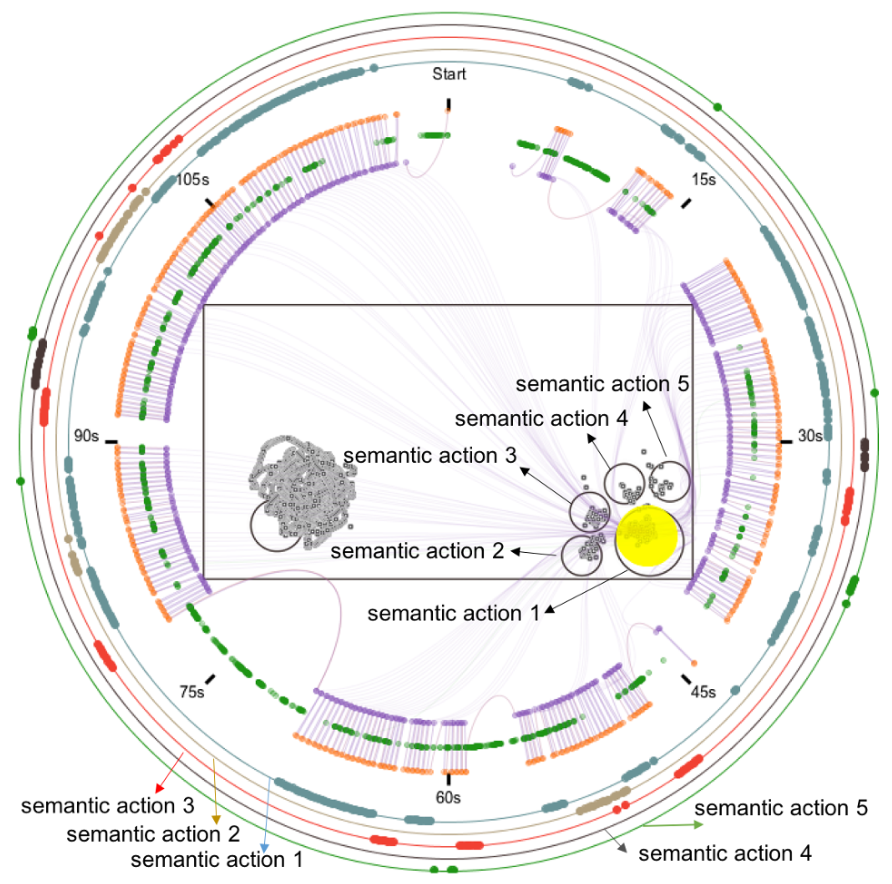 Start
105s
15s
semantic action 5
semantic action 4
semantic action 3
90s
30s
semantic action 2
semantic action 1
75s
45s
60s
semantic action 3
semantic action 5
semantic action 2
semantic action 4
semantic action 1